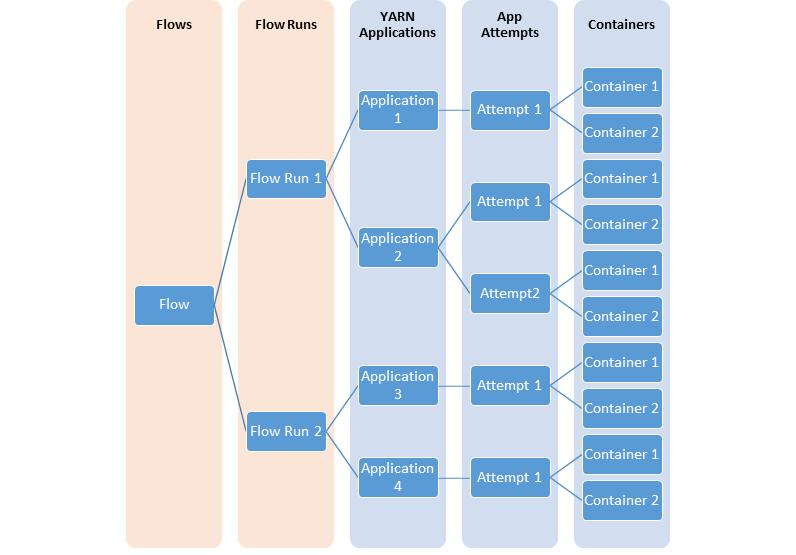 Flows
Flow Runs
YARN
Applications
App
Attempts
Containers
Flow
Flow Run 1
Flow Run 2
Application
1
Application
2
Application
3
Application
4
Attempt 1
Attempt 1
Attempt2
Attempt 1
Attempt 1
Container 1
Container 2
Container 1
Container 2
Container 1
Container 2
Container 1
Container 2
Container 1
Container 2